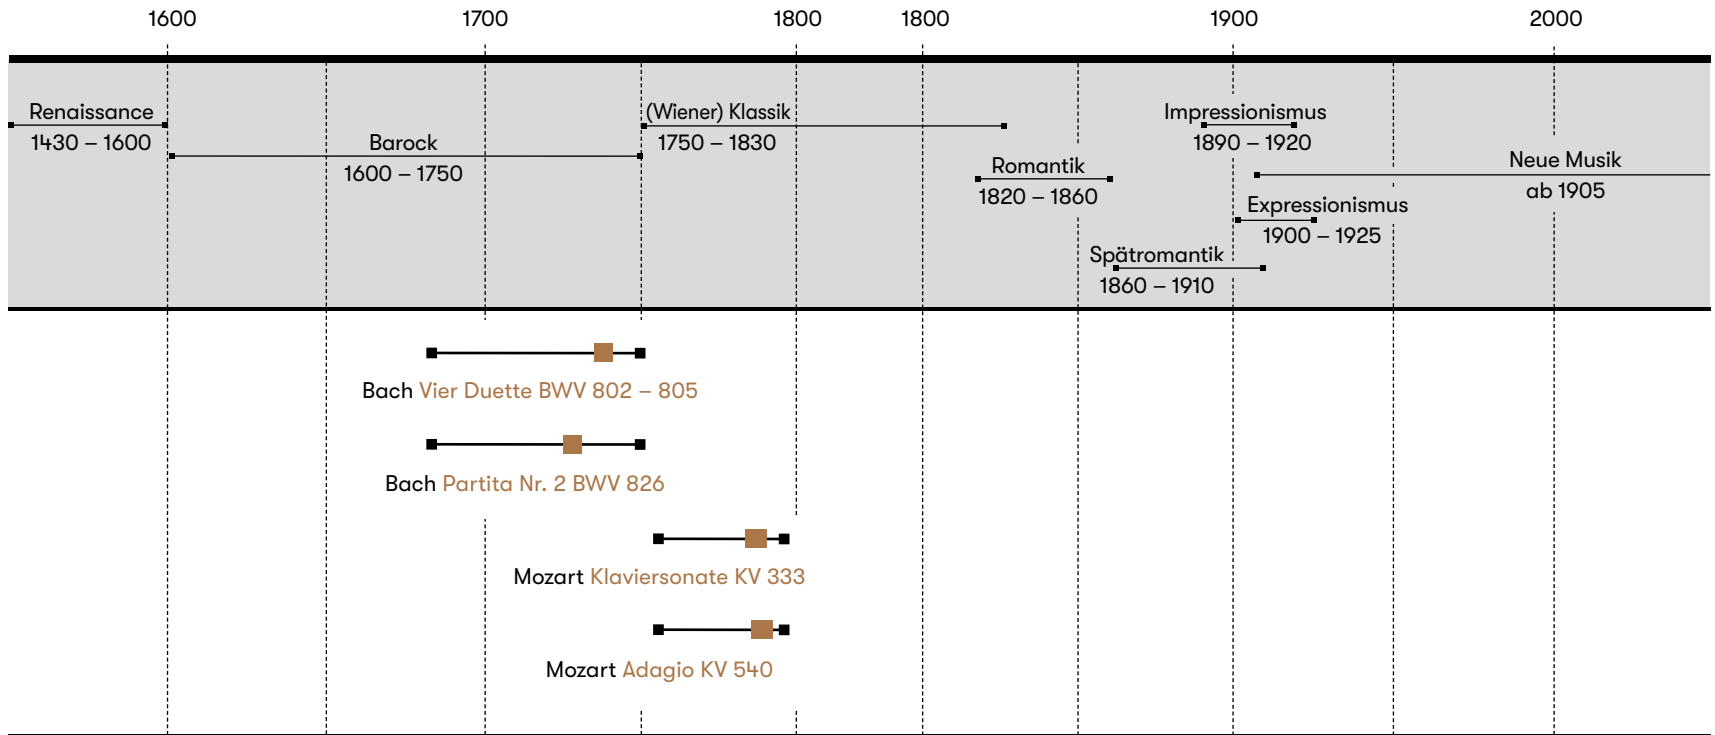 1600 1700 1800 1800 1900 2000
Renaissance
1430 – 1600
Barock
1600 – 1750
(Wiener) Klassik
1750 – 1830
Romantik
1820 – 1860
Impressionismus
1890 – 1920
Neue Musik
ab 1905
Expressionismus
1900 – 1925
Spätromantik
1860 – 1910
Bach Vier Duette BWV 802 – 805
Bach Partita Nr. 2 BWV 826
Mozart Klaviersonate KV 333
Mozart Adagio KV 540